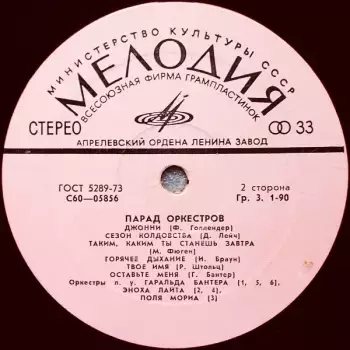 МИНИСТЕРСТВО КУЛЬТУРЫ СССР
МЕЛОДИЯ
ВСЕСОЮЗНАЯ ФИРМА ГРАМПЛАСТИНОК
СТЕРЕО
33
АПРЕЛЕВСКИЙ ОРДЕНА ЛЕНИНА ЗАВОД
ГОСТ 5289-73
С60—05856
2 сторона
Гр. 3. 1-90
ПАРАД ОРКЕСТРОВ
ДЖОННИ (Ф. Голлендер)
СЕЗОН КОЛДОВСТВА (Д. Лейч)
ТАКИМ, КАКИМ ТЫ СТАНЕШЬ ЗАВТРА
(М. Фюген)
ГОРЯЧЕЕ ДЫХАНИЕ (И. Браун)
ТВОЕ ИМЯ (Р. Штольц)
ОСТАВЬТЕ МЕНЯ (Г. Бантер)
Оркестры п. у. ГАРАЛЬДА БАНТЕРА [1, 5, 6],
ЭНОХА ЛАЙТА [2, 4],
ПОЛЯ МОРИА [3]